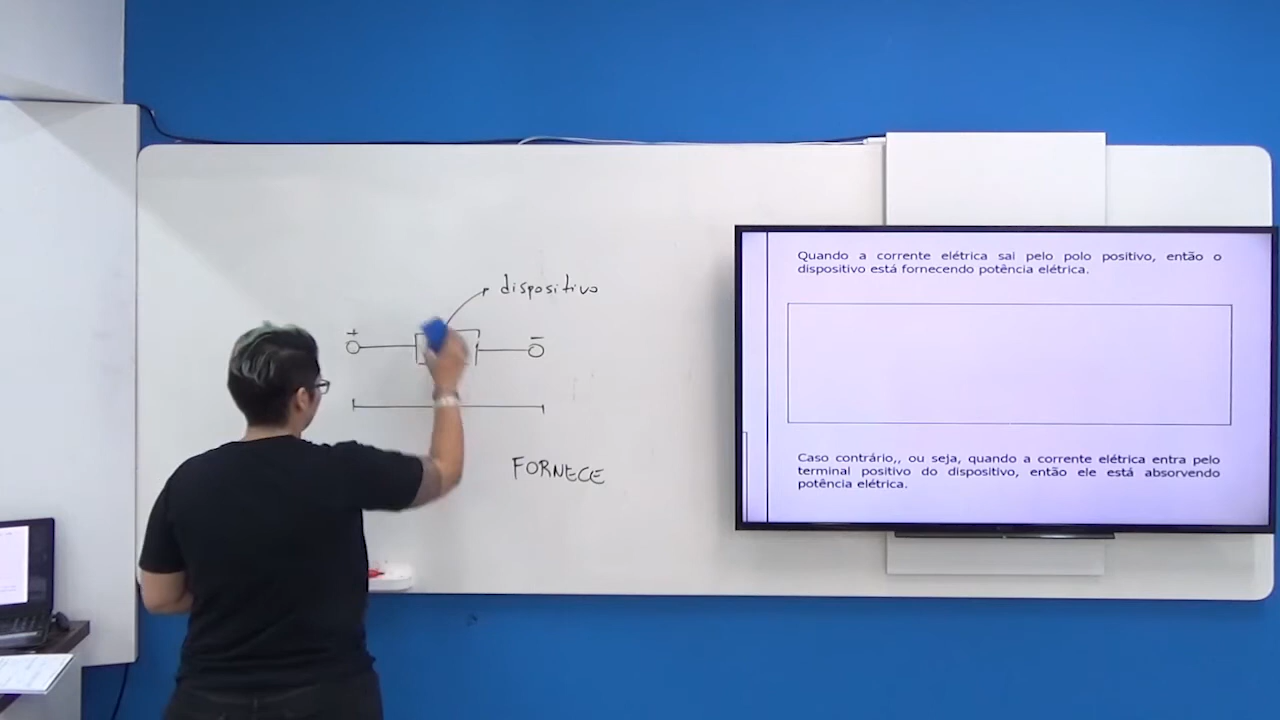 dispositivo
+
-
FORNECE
Quando a corrente elétrica sai pelo polo positivo, então o
dispositivo está fornecendo potência elétrica.
Caso contrário,, ou seja, quando a corrente elétrica entra pelo
terminal positivo do dispositivo, então ele está absorvendo
potência elétrica.